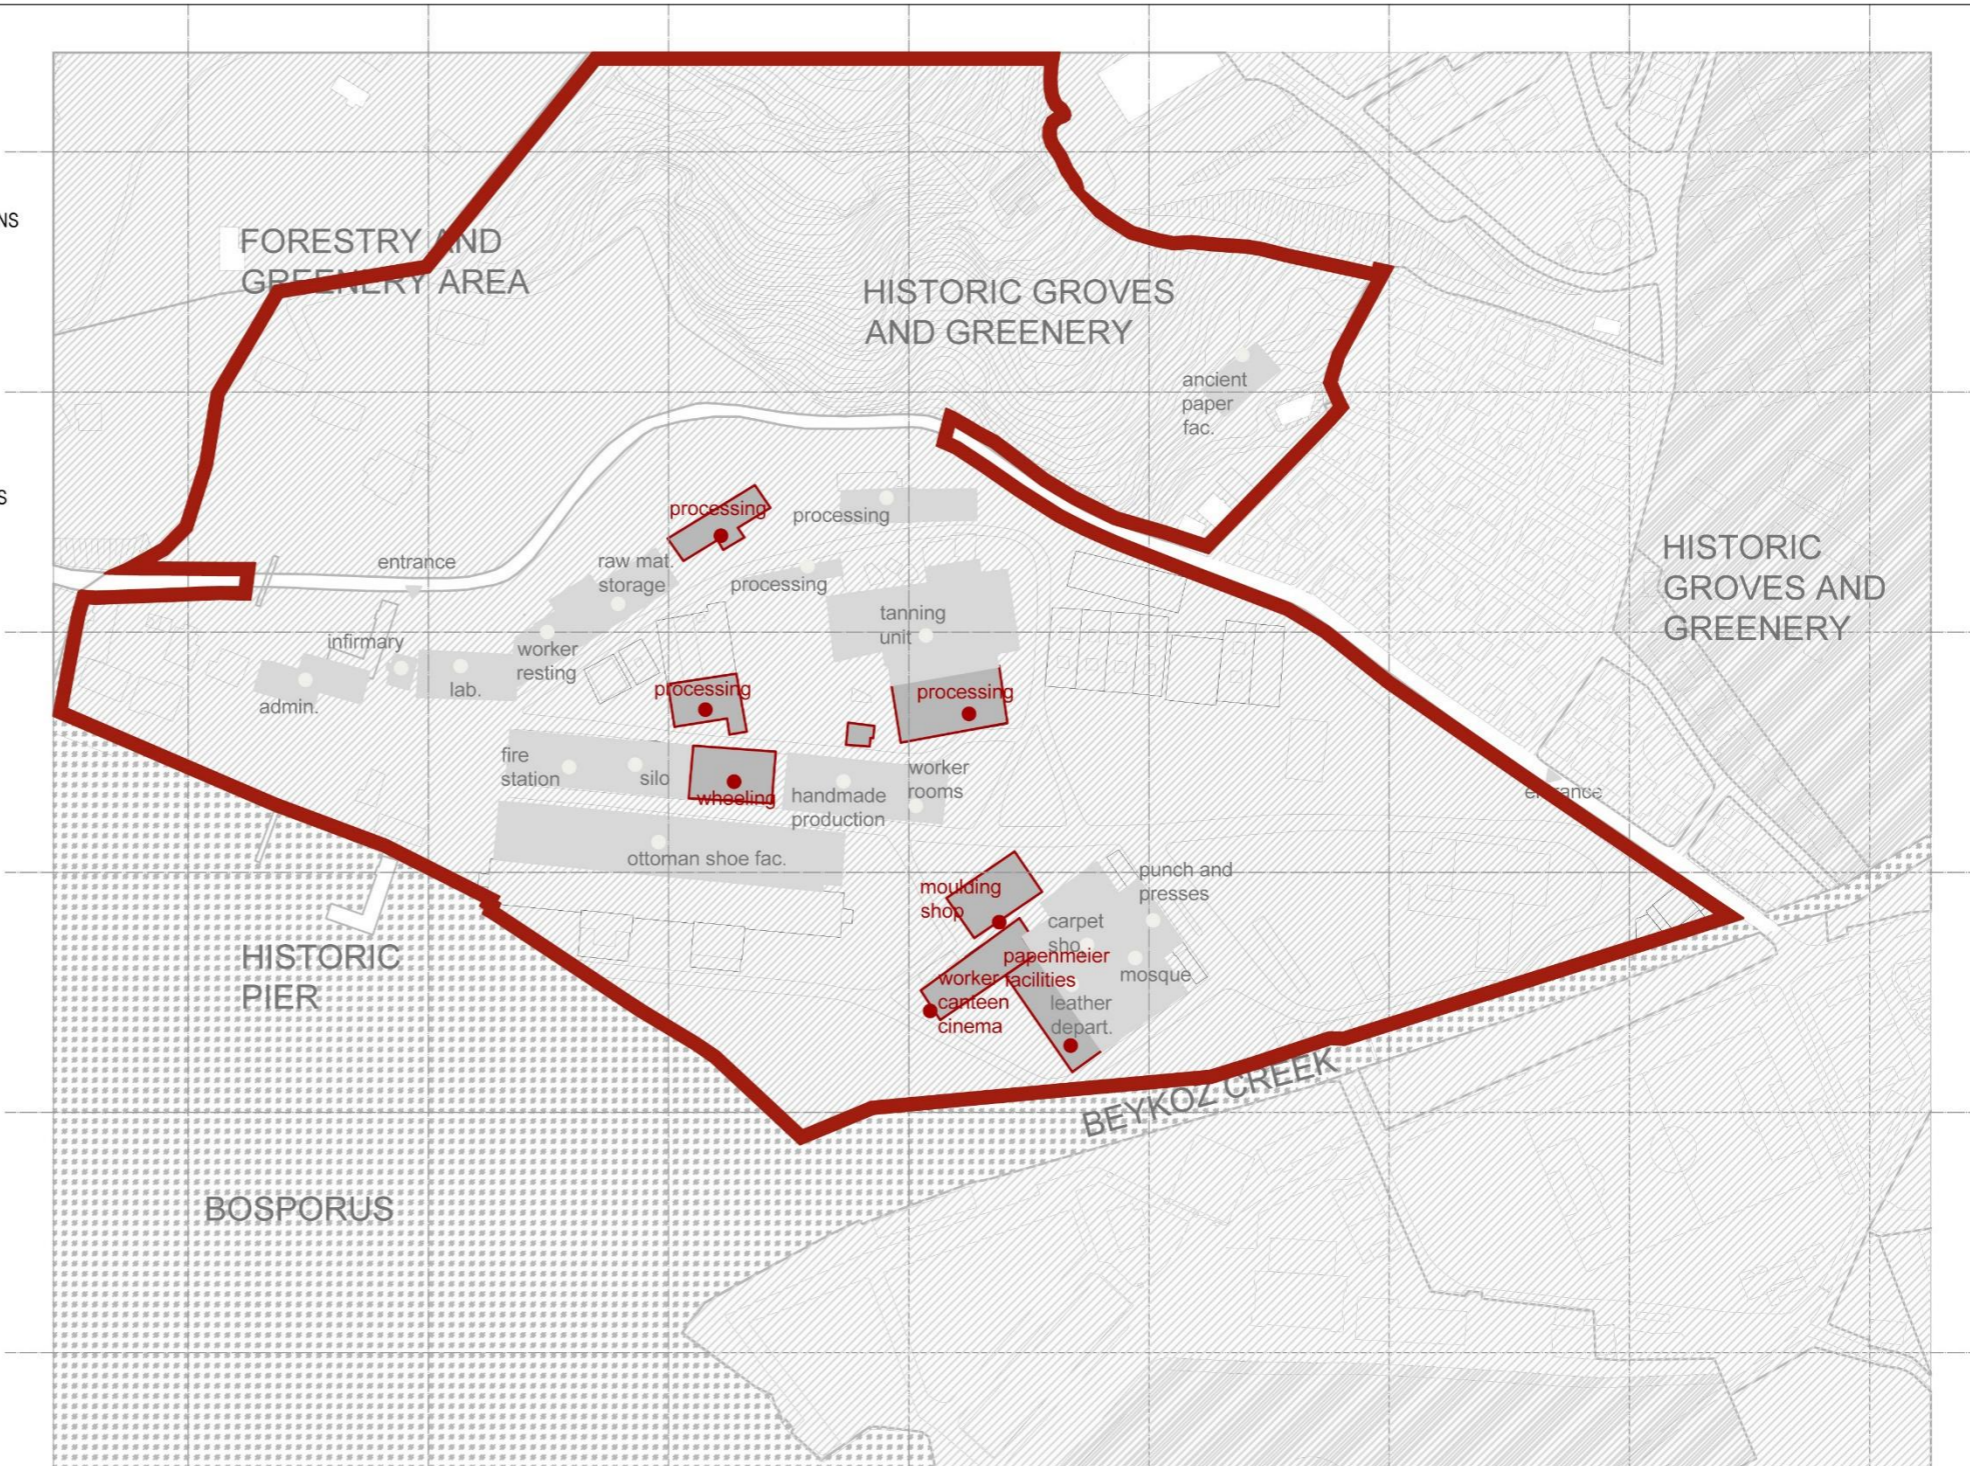 NS
S
FORESTRY AND
GREENERY AREA
HISTORIC GROVES
AND GREENERY
ancient
paper
fac.
processing
processing
entrance
raw mat.
storage
processing
HISTORIC
GROVES AND
GREENERY
tanning
unit
infirmary
worker
resting
lab.
admin.
processing
processing
fire
station
silo
wheeling
handmade
production
worker
rooms
entrance
ottoman shoe fac.
moulding
shop
punch and
presses
carpet
sho
papenmeier
facilities
mosque
worker
canteen
cinema
leather
depart.
HISTORIC
PIER
BEYKOZ CREEK
BOSPORUS